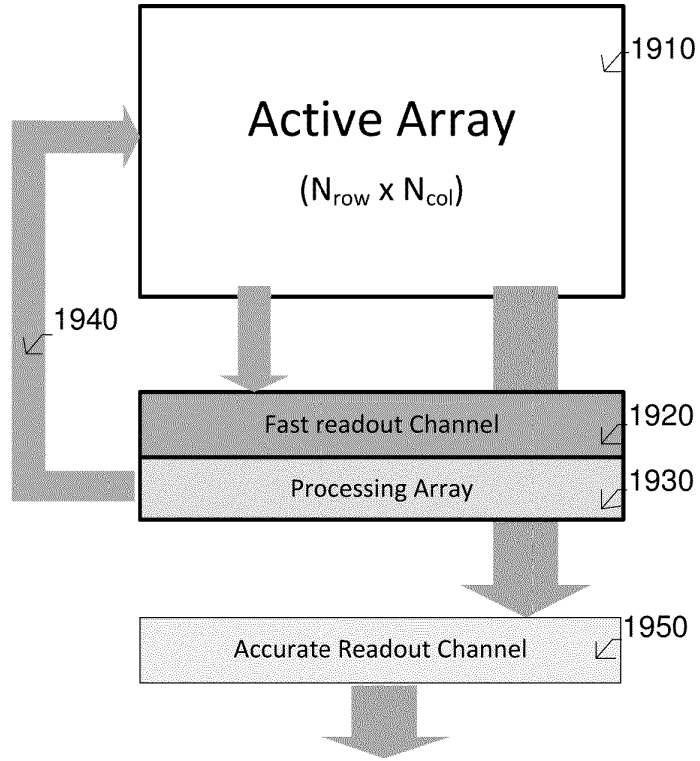 1910
Active Array
(Nrow x Ncol)
1940
Fast readout Channel
1920
Processing Array
1930
Accurate Readout Channel
1950